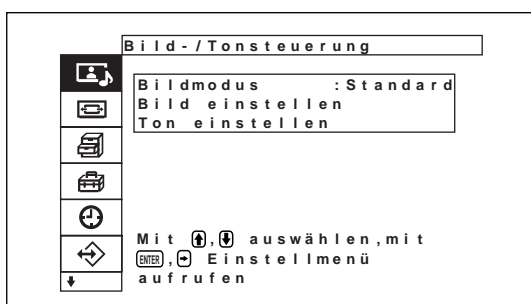 Bild-/Tonsteuerung
Bildmodus :Standard
Bild einstellen
Ton einstellen
Mit ↑,↓ auswählen,mit
ENTER,→ Einstellmenü
aufrufen